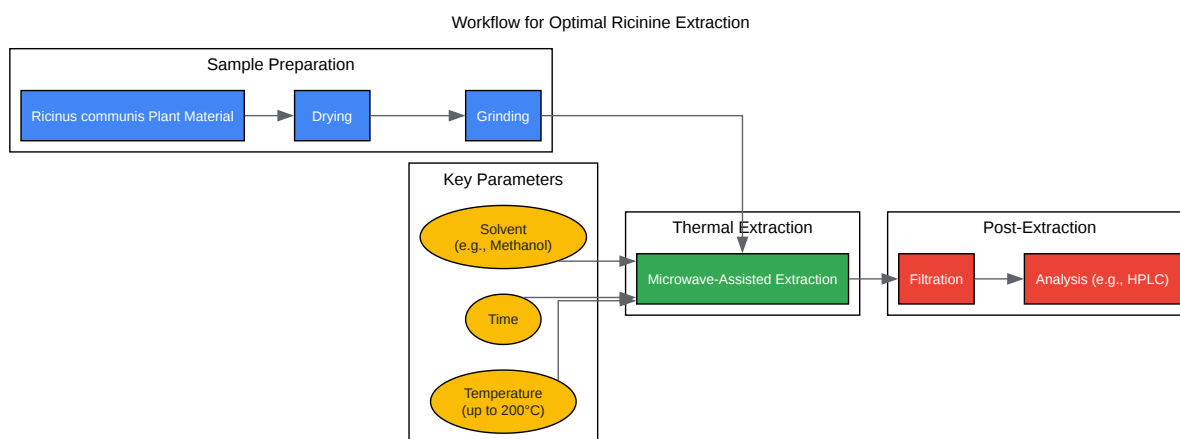 Workflow for Optimal Ricinine Extraction
Sample Preparation
Ricinus communis Plant Material
Drying
Grinding
Key Parameters
Solvent
(e.g., Methanol)
Time
Temperature
(up to 200°C)
Thermal Extraction
Microwave-Assisted Extraction
Post-Extraction
Filtration
Analysis (e.g., HPLC)